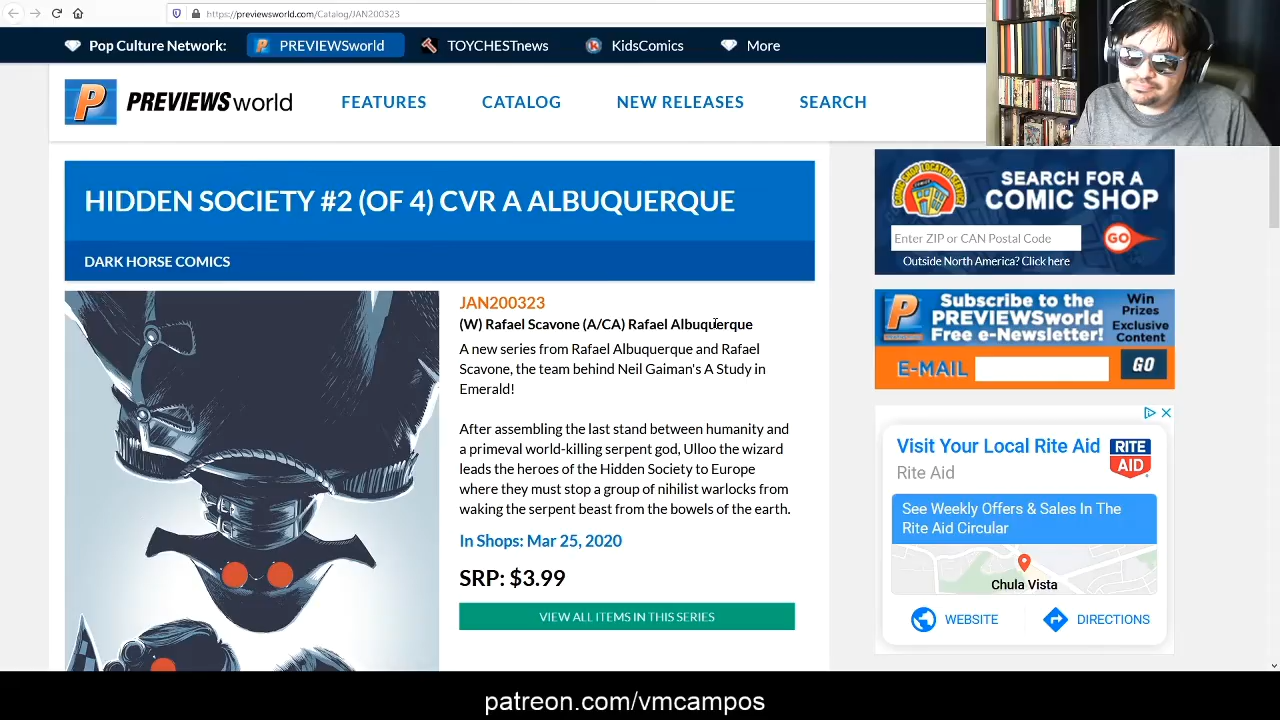 https://previewsworld.com/Catalog/JAN200323
Pop Culture Network:
PREVIEWSworld
TOYCHESTnews
KidsComics
More
P PREVIEWSworld
FEATURES
CATALOG
NEW RELEASES
SEARCH
HIDDEN SOCIETY #2 (OF 4) CVR A ALBUQUERQUE
DARK HORSE COMICS
JAN200323
(W) Rafael Scavone (A/CA) Rafael Albuquerque
A new series from Rafael Albuquerque and Rafael
Scavone, the team behind Neil Gaiman's A Study in
Emerald!
After assembling the last stand between humanity and
a primeval world-killing serpent god, Ulloo the wizard
leads the heroes of the Hidden Society to Europe
where they must stop a group of nihilist warlocks from
waking the serpent beast from the bowels of the earth.
In Shops: Mar 25, 2020
SRP: $3.99
VIEW ALL ITEMS IN THIS SERIES
COMIC SHOP LOCATOR SERVICE
SEARCH FOR A
COMIC SHOP
Enter ZIP or CAN Postal Code
GO
Outside North America? Click here
Subscribe to the
PREVIEWSworld
Free e-Newsletter!
Win
Prizes
Exclusive
Content
E-MAIL
GO
Visit Your Local Rite Aid
Rite Aid
RITE
AID
See Weekly Offers & Sales In The
Rite Aid Circular
Chula Vista
WEBSITE
DIRECTIONS
patreon.com/vmcampos